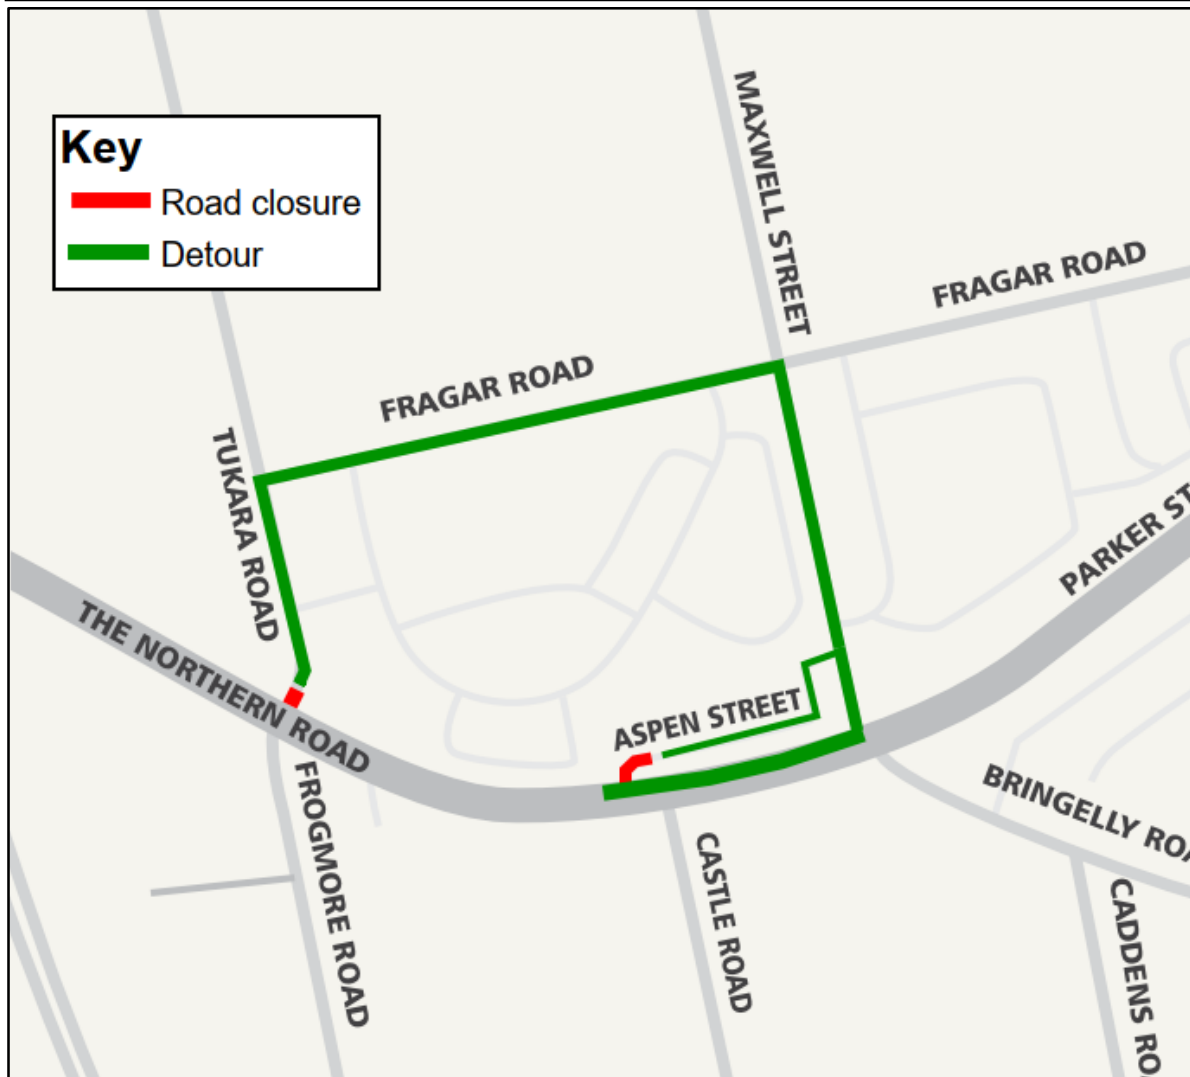 Key
Road closure
Detour
MAXWELL STREET
FRAGAR ROAD
FRAGAR ROAD
TUKARA ROAD
PARKER ST
THE NORTHERN ROAD
ASPEN STREET
FROGMORE ROAD
BRINGELLY ROA
CASTLE ROAD
CADDENS RO